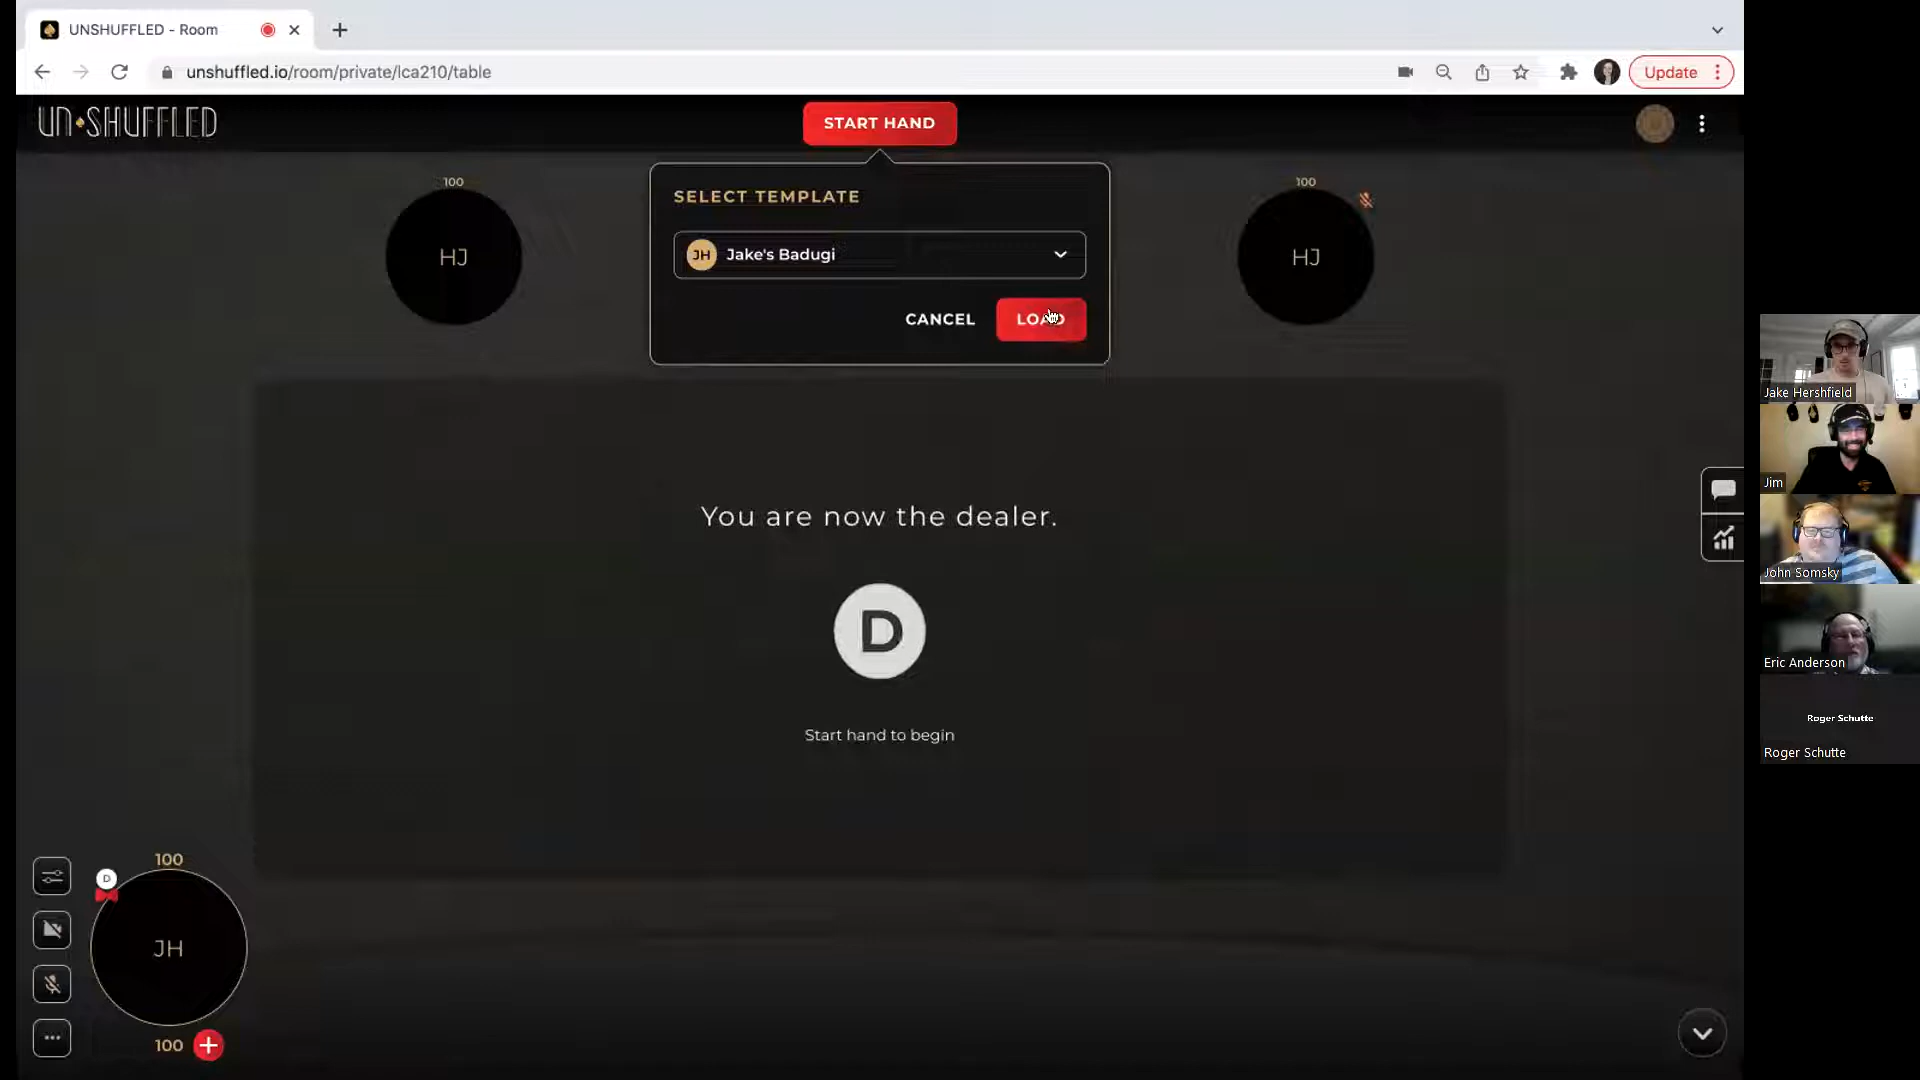 UNSHUFFLED - Room
unshuffled.io/room/private/lca210/table
Update
UN SHUFFLED
START HAND
100
HJ
SELECT TEMPLATE
JH Jake's Badugi
CANCEL
LOAD
100
HJ
You are now the dealer.
D
Start hand to begin
100
D
JH
100
Jake Hershfield
Jim
John Somsky
Eric Anderson
Roger Schutte
Roger Schutte